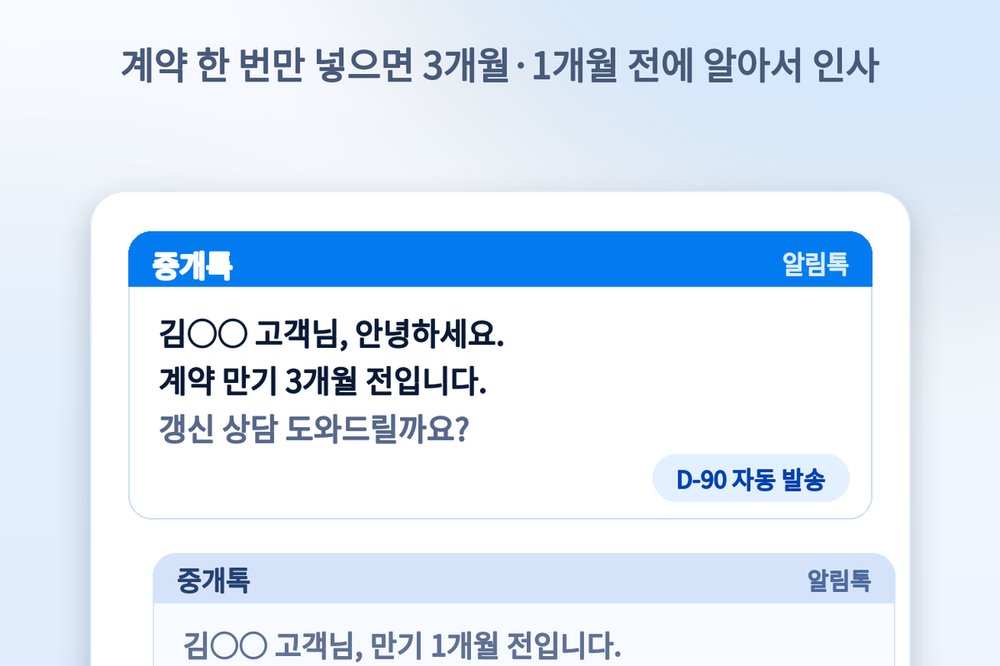 계약 한 번만 넣으면 3개월·1개월 전에 알아서 인사
중개톡 알림톡
김○○ 고객님, 안녕하세요.
계약 만기 3개월 전입니다.
갱신 상담 도와드릴까요?
D-90 자동 발송
중개톡 알림톡
김○○ 고객님, 만기 1개월 전입니다.